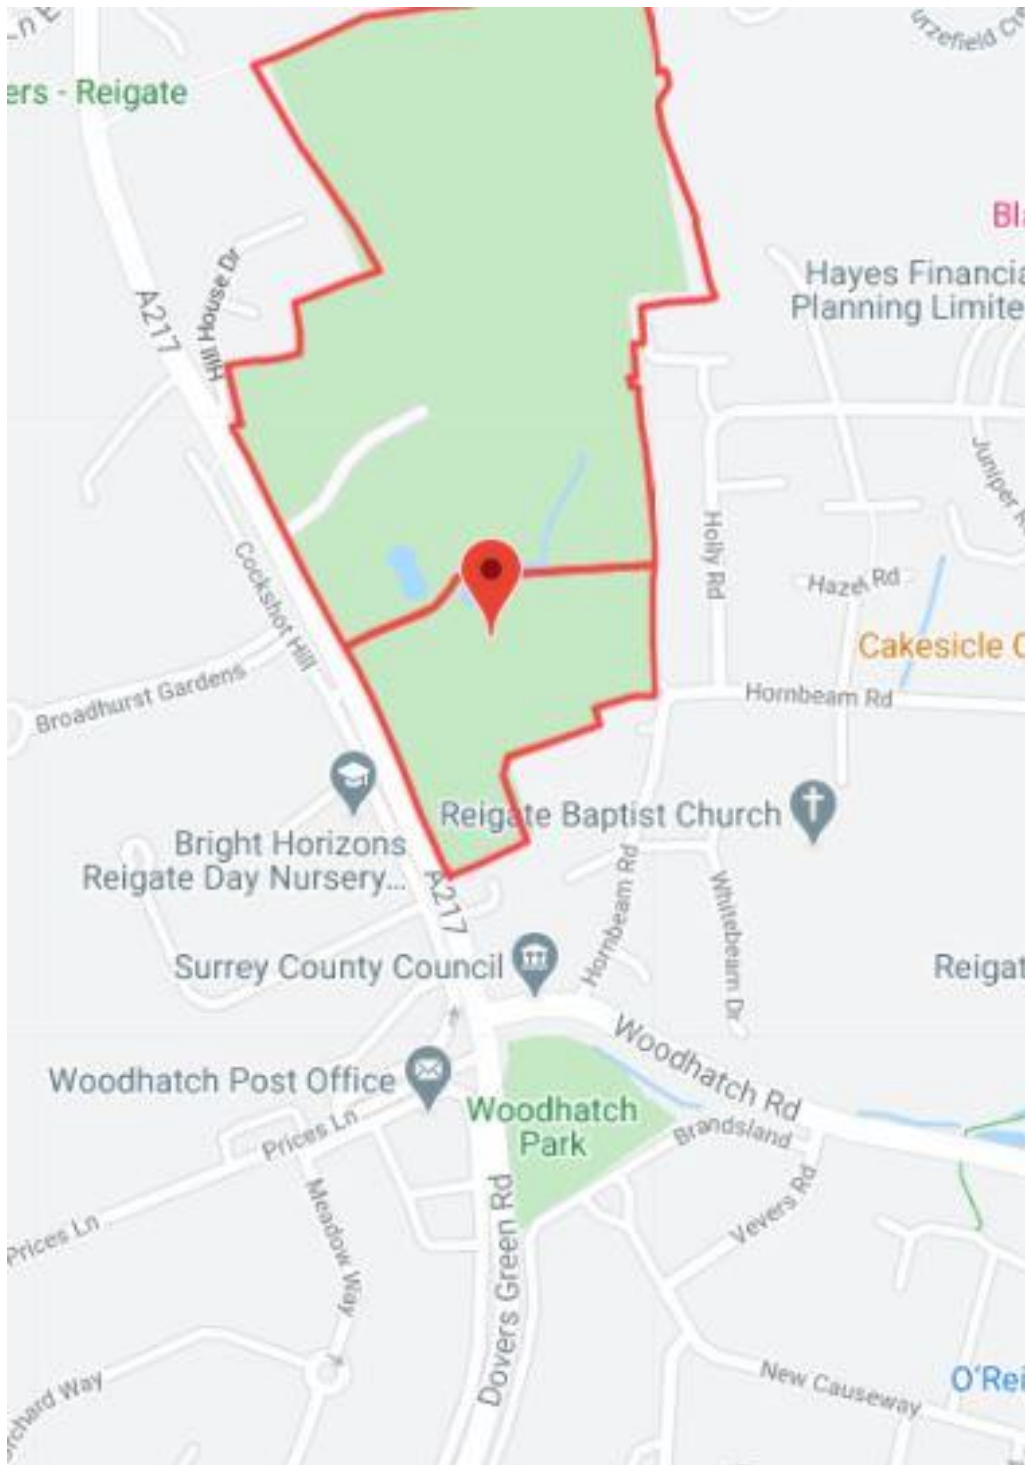 ers - Reigate
Bla
Hayes Financia
Planning Limite
A217
Hill House Dr
Juniper R
Holly Rd
Hazel Rd
Cockshot Hill
Cakesicle C
Broadhurst Gardens
Hornbeam Rd
Reigate Baptist Church
Bright Horizons
Reigate Day Nursery...
A217
Whitebeam Dr
Hornbeam Rd
Surrey County Council
Reigat
Woodhatch Rd
Woodhatch Post Office
Woodhatch
Park
Brandsland
Prices Ln
Meadow Way
Vevers Rd
Prices Ln
Dovers Green Rd
New Causeway
O'Rei
rchard Way